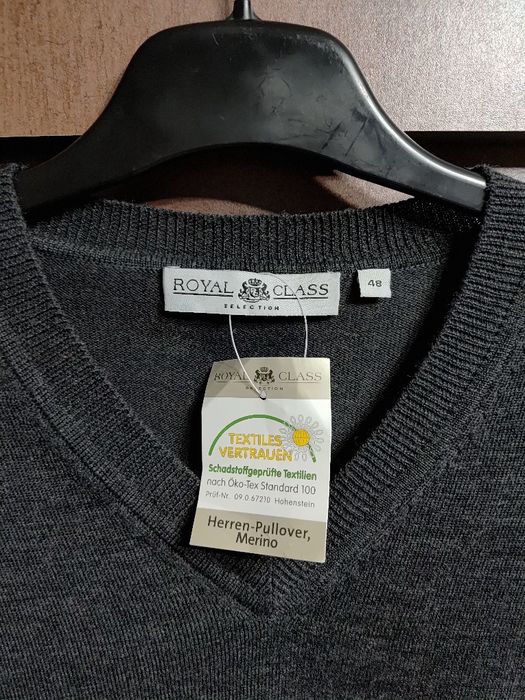 ROYAL CLASS
SELECTION
48
ROYAL CLASS
SELECTION
TEXTILES
VERTRAUEN
Schadstoffgeprüfte Textilien
nach Öko-Tex Standard 100
Prüf-Nr. 09.0.67210 Hohenstein
Herren-Pullover,
Merino